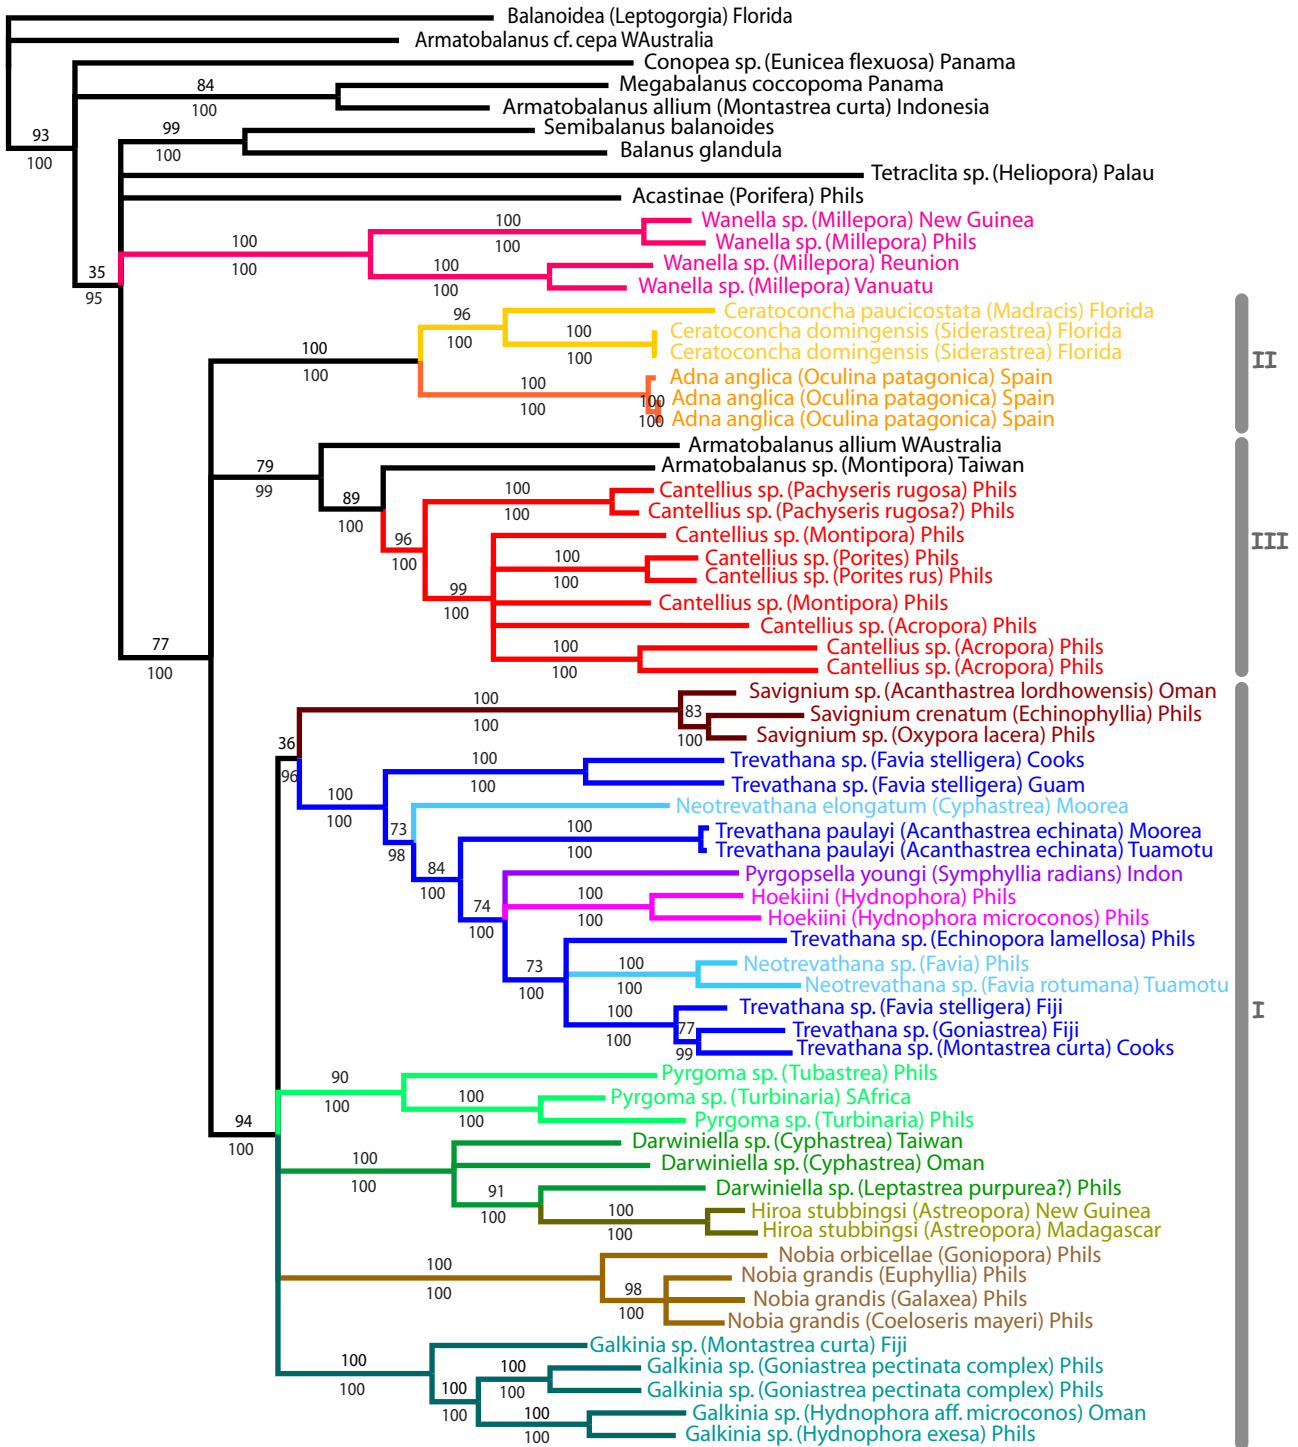 Balanoidea (Leptogorgia) Florida
Armatobalanus cf. cepa WAustralia
Conopea sp. (Eunicea flexuosa) Panama
84
Megabalanus coccopoma Panama
100
Armatobalanus allium (Montastrea curta) Indonesia
93
100
99
Semibalanus balanoides
100
Balanus glandula
Tetraclita sp. (Heliopora) Palau
Acastinae (Porifera) Phils
100
Wanella sp. (Millepora) New Guinea
100
100
Wanella sp. (Millepora) Phils
100
35
95
100
Wanella sp. (Millepora) Reunion
100
Wanella sp. (Millepora) Vanuatu
96
Ceratoconcha paucicostata (Madracis) Florida
100
100
Ceratoconcha domingensis (Siderastrea) Florida
100
100
100
Ceratoconcha domingensis (Siderastrea) Florida
II
100
Adna anglica (Oculina patagonica) Spain
100
100
Adna anglica (Oculina patagonica) Spain
100
Adna anglica (Oculina patagonica) Spain
79
99
Armatobalanus allium WAustralia
89
100
Armatobalanus sp. (Montipora) Taiwan
100
Cantellius sp. (Pachyseris rugosa) Phils
100
Cantellius sp. (Pachyseris rugosa?) Phils
96
100
Cantellius sp. (Montipora) Phils
III
100
Cantellius sp. (Porites) Phils
100
Cantellius sp. (Porites rus) Phils
99
100
Cantellius sp. (Montipora) Phils
Cantellius sp. (Acropora) Phils
77
100
100
Cantellius sp. (Acropora) Phils
100
Cantellius sp. (Acropora) Phils
100
100
Savignium sp. (Acanthastrea lordhowensis) Oman
83
100
Savignium crenatum (Echinophyllia) Phils
Savignium sp. (Oxypora lacera) Phils
36
96
100
Trevathana sp. (Favia stelligera) Cooks
100
Trevathana sp. (Favia stelligera) Guam
100
100
Neotrevathana elongatum (Cyphastrea) Moorea
73
98
100
Trevathana paulayi (Acanthastrea echinata) Moorea
100
Trevathana paulayi (Acanthastrea echinata) Tuamotu
84
100
Pyrgopsella youngi (Symphyllia radians) Indon
100
Hoekiini (Hydnophora) Phils
100
Hoekiini (Hydnophora microconos) Phils
74
100
Trevathana sp. (Echinopora lamellosa) Phils
73
100
100
Neotrevathana sp. (Favia) Phils
100
Neotrevathana sp. (Favia rotumana) Tuamotu
I
100
100
Trevathana sp. (Favia stelligera) Fiji
77
99
Trevathana sp. (Goniastrea) Fiji
Trevathana sp. (Montastrea curta) Cooks
90
100
Pyrgoma sp. (Tubastrea) Phils
100
Pyrgoma sp. (Turbinaria) SAfrica
100
Pyrgoma sp. (Turbinaria) Phils
94
100
Darwiniella sp. (Cyphastrea) Taiwan
100
100
Darwiniella sp. (Cyphastrea) Oman
91
100
Darwiniella sp. (Leptastrea purpurea?) Phils
100
Hiroa stubbingsi (Astreopora) New Guinea
100
Hiroa stubbingsi (Astreopora) Madagascar
100
100
Nobia orbicellae (Goniopora) Phils
98
100
Nobia grandis (Euphyllia) Phils
Nobia grandis (Galaxea) Phils
Nobia grandis (Coeloseris mayeri) Phils
100
100
Galkinia sp. (Montastrea curta) Fiji
100
Galkinia sp. (Goniastrea pectinata complex) Phils
100
Galkinia sp. (Goniastrea pectinata complex) Phils
100
100
100
Galkinia sp. (Hydnophora aff. microconos) Oman
100
Galkinia sp. (Hydnophora exesa) Phils